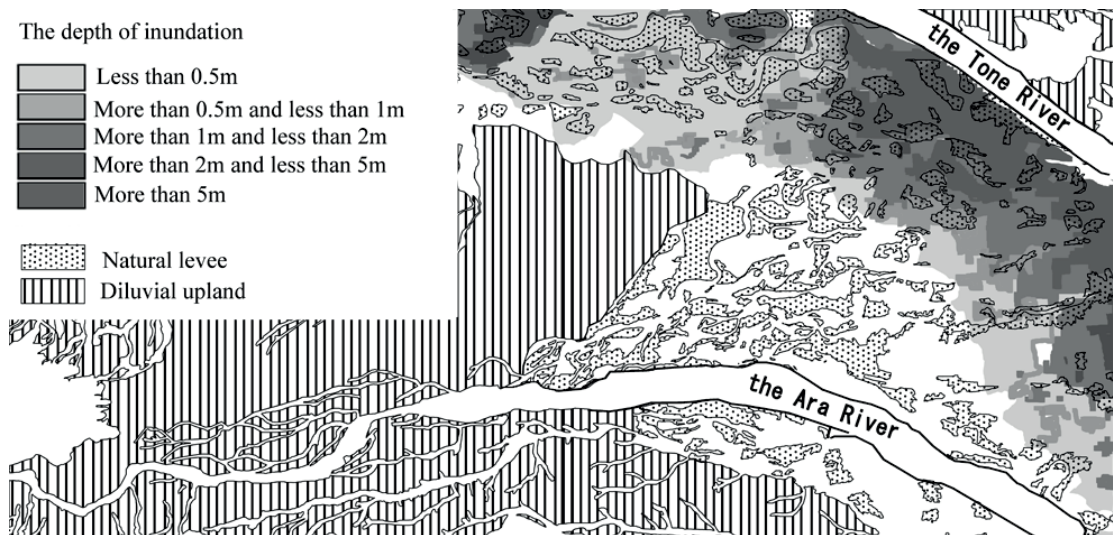 The depth of inundation
Less than 0.5m
More than 0.5m and less than 1m
More than 1m and less than 2m
More than 2m and less than 5m
More than 5m
Natural levee
Diluvial upland
the Tone River
the Ara River